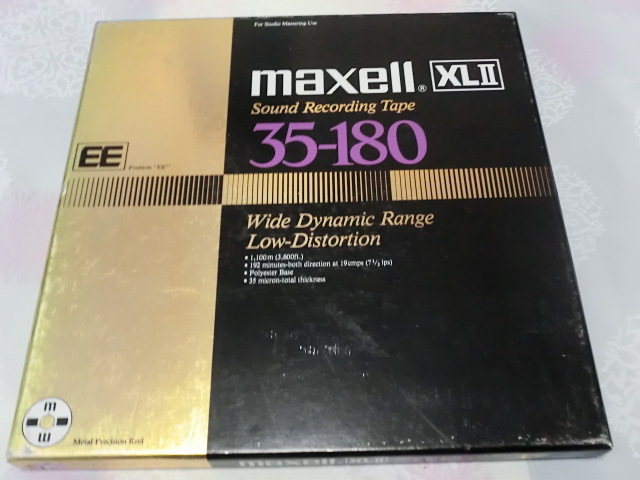 For Studio Mastering Use
maxell® XLII
Sound Recording Tape
35-180
EE
Position "EE"
Wide Dynamic Range
Low-Distortion
• 1,100m (3,600ft.)
• 192 minutes-both direction at 19cmps (7½ ips)
• Polyester Base
• 35 micron-total thickness
m
m
Metal Precision Reel
maxell XLII